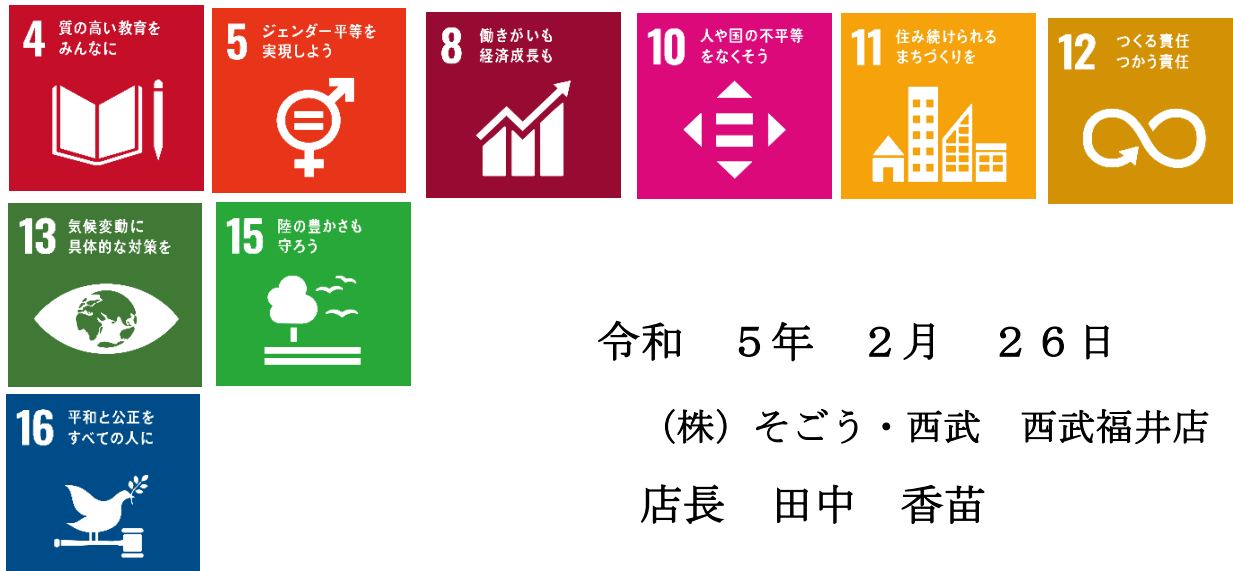 4 質の高い教育を
みんなに
5 ジェンダー平等を
実現しよう
8 働きがいも
経済成長も
10 人や国の不平等
をなくそう
11 住み続けられる
まちづくりを
12 つくる責任
つかう責任
13 気候変動に
具体的な対策を
15 陸の豊かさも
守ろう
16 平和と公正を
すべての人に
令和　５年　２月　２６日
（株）そごう・西武　西武福井店
店長　田中　香苗